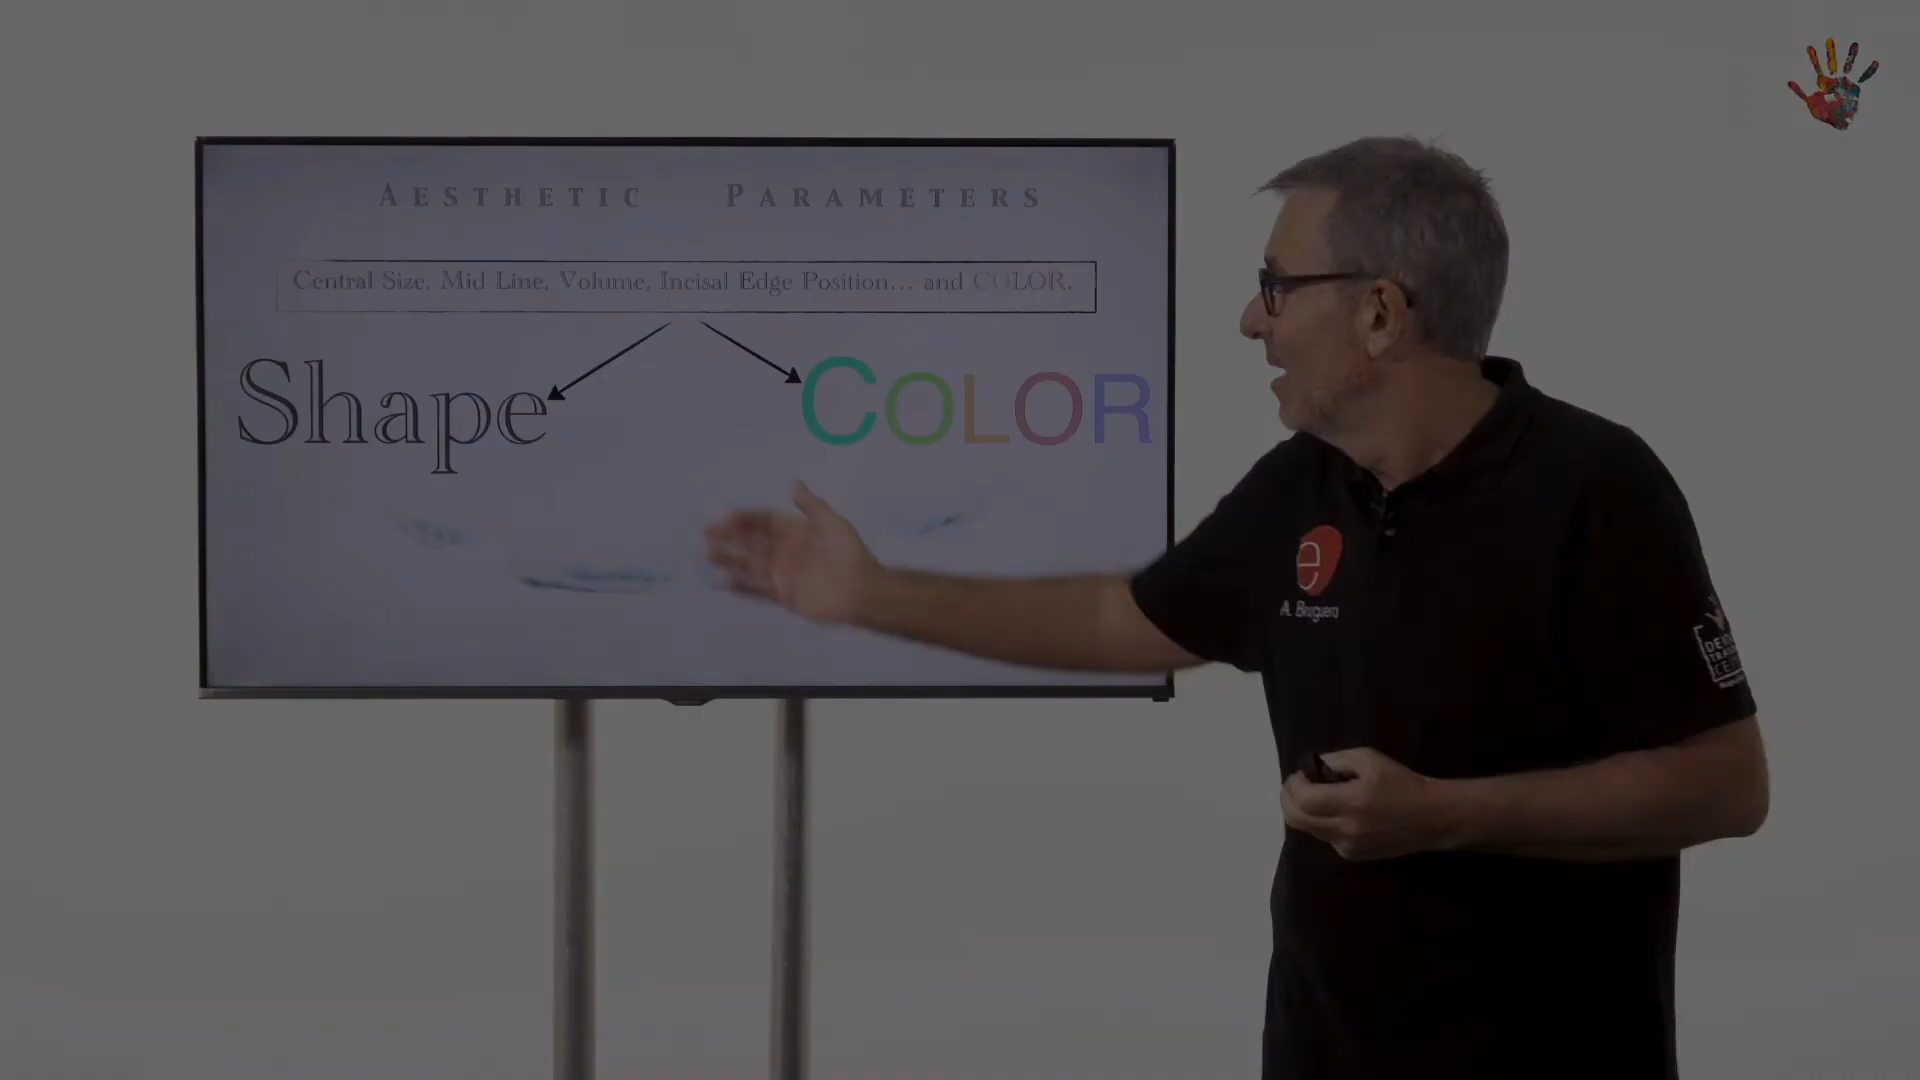 AESTHETIC PARAMETERS
Central Size, Mid Line, Volume, Incisal Edge Position... and COLOR.
Shape
COLOR
e
A. Bruguera